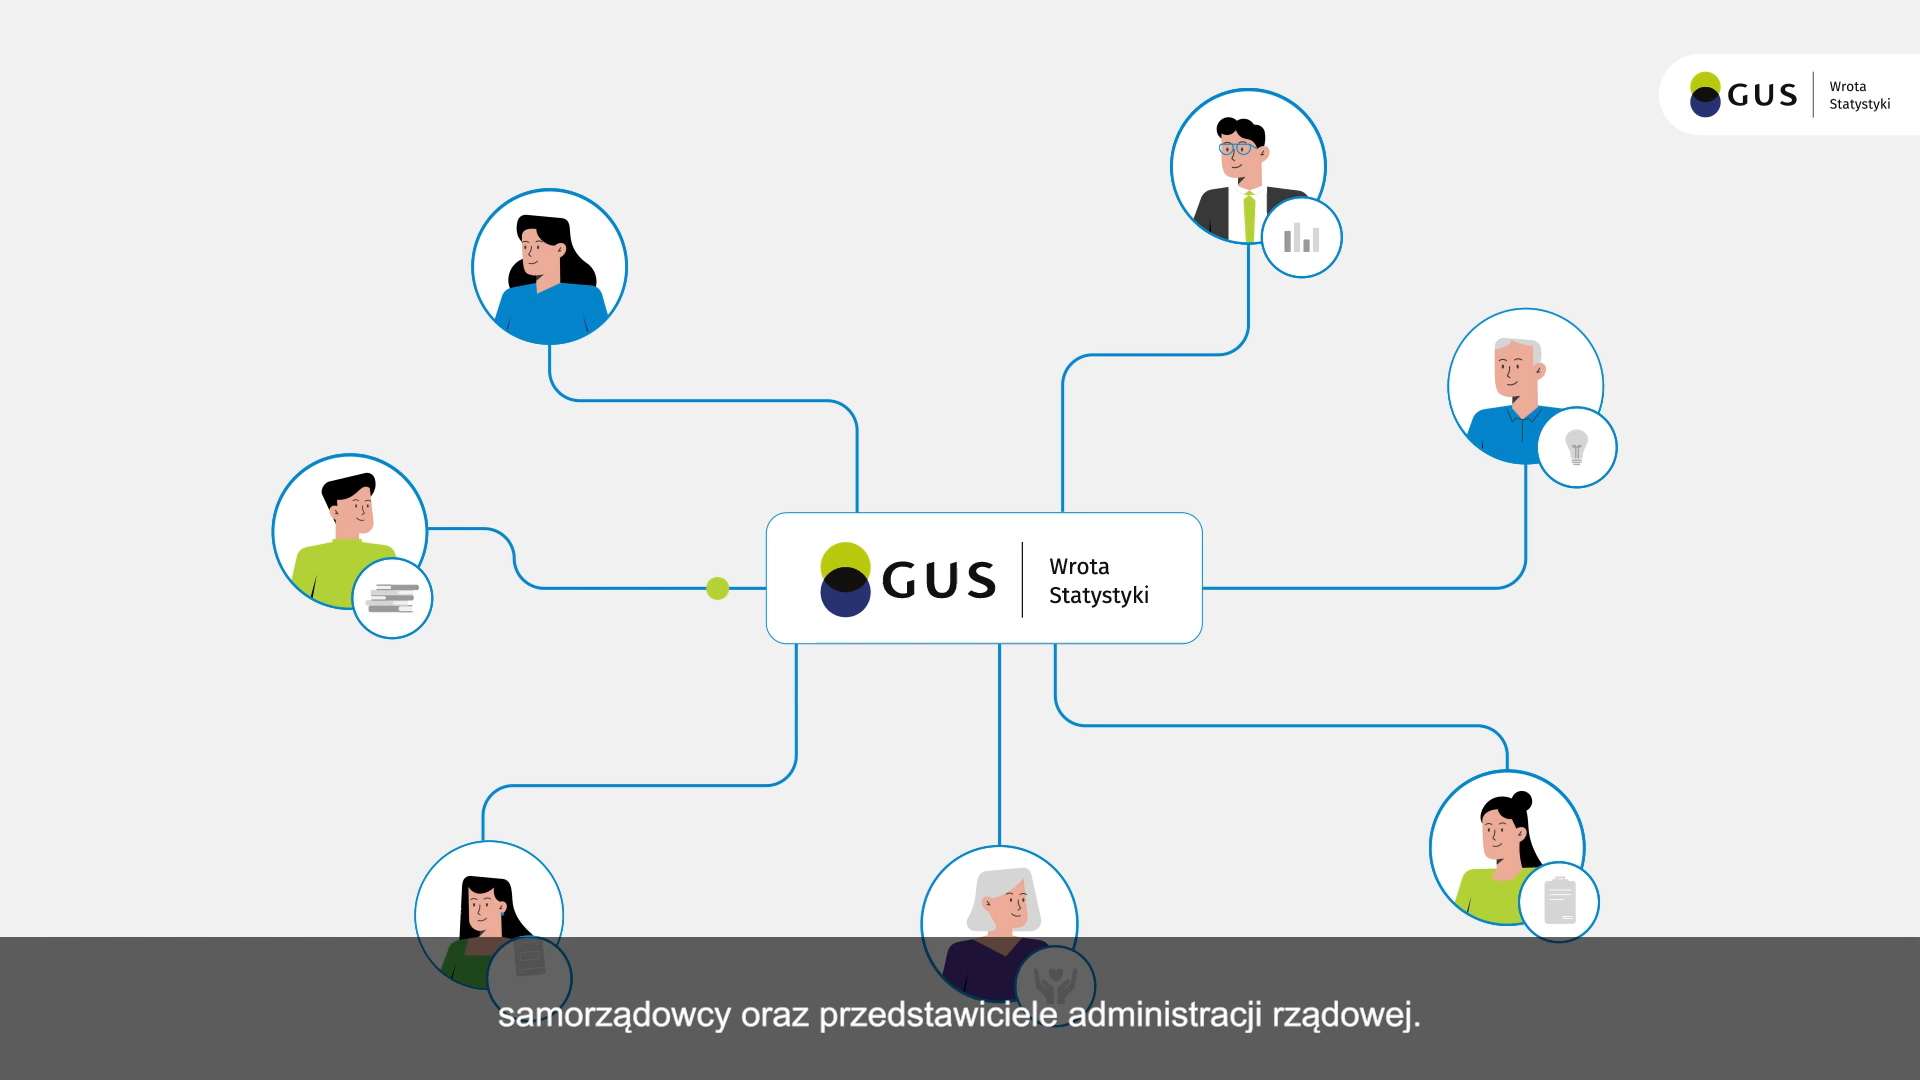 GUS
Wrota
Statystyki
GUS
Wrota
Statystyki
samorządowcy oraz przedstawiciele administracji rządowej.